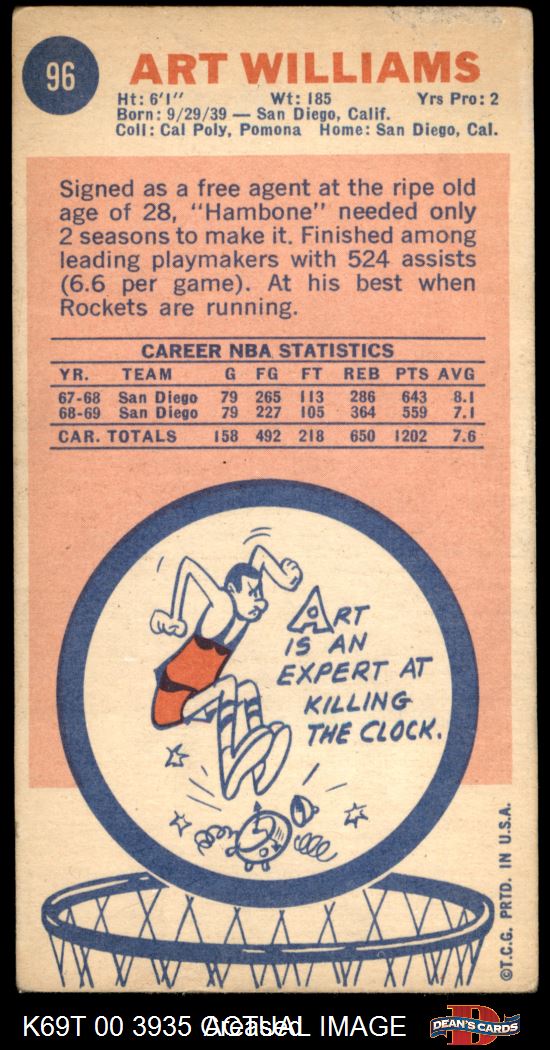 96
ART WILLIAMS
Ht: 6'1" Wt: 185 Yrs Pro: 2
Born: 9/29/39 — San Diego, Calif.
Coll: Cal Poly, Pomona Home: San Diego, Cal.
Signed as a free agent at the ripe old
age of 28, "Hambone" needed only
2 seasons to make it. Finished among
leading playmakers with 524 assists
(6.6 per game). At his best when
Rockets are running.
CAREER NBA STATISTICS
YR. TEAM G FG FT REB PTS AVG
67-68 San Diego 79 265 113 286 643 8.1
68-69 San Diego 79 227 105 364 559 7.1
CAR. TOTALS 158 492 218 650 1202 7.6
ART
IS AN
EXPERT AT
KILLING
THE CLOCK.
©T.C.G. PRTD. IN U.S.A.
K69T 00 3935 ACTUAL IMAGE
D
DEAN'S CARDS